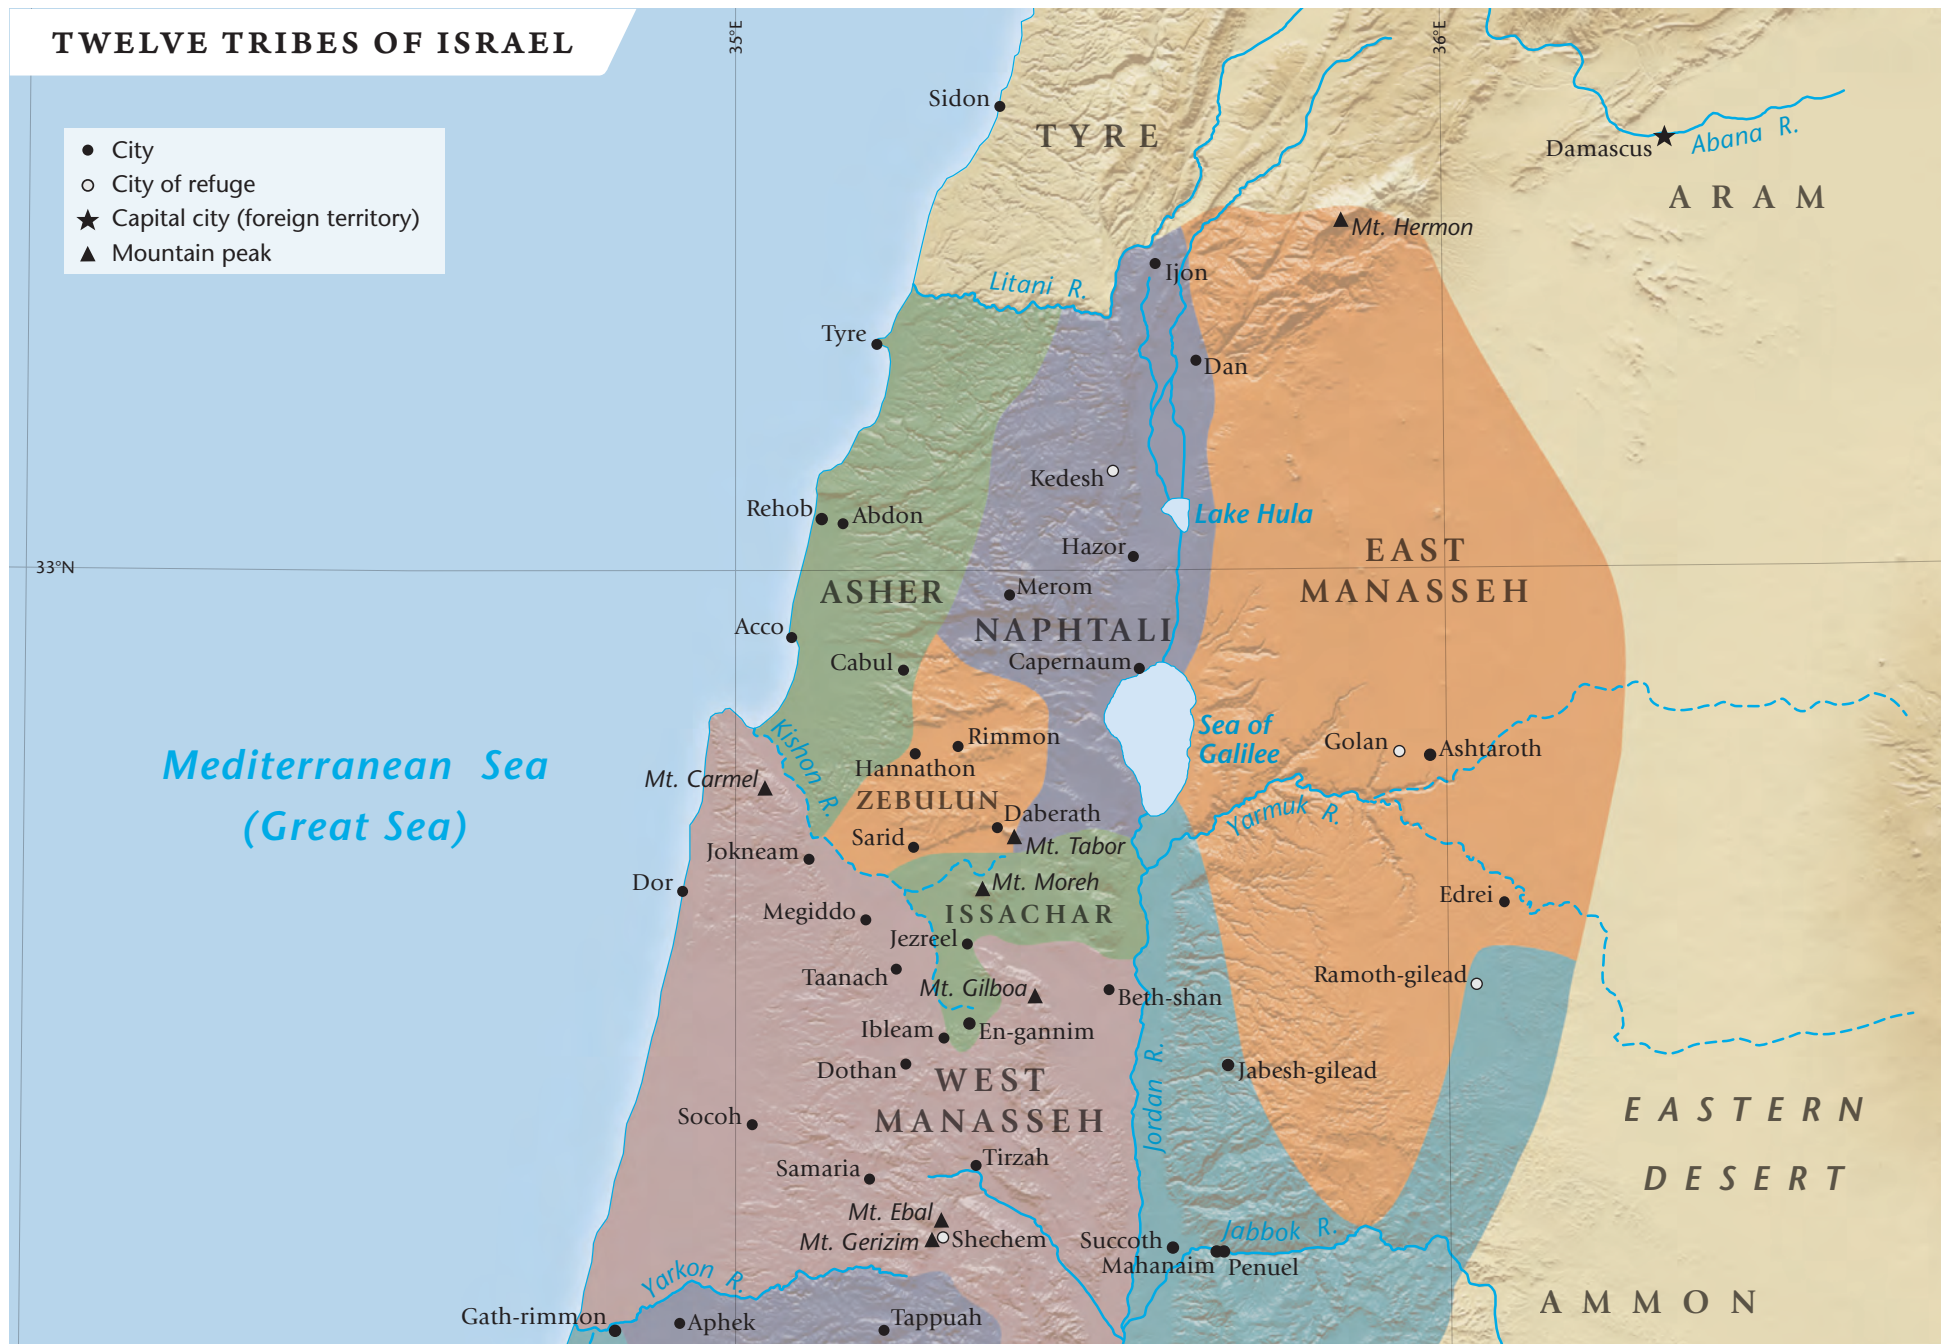 TWELVE TRIBES OF ISRAEL
35°E
36°E
City
City of refuge
Capital city (foreign territory)
Mountain peak
Sidon
TYRE
Damascus
Abana R.
ARAM
Mt. Hermon
Ijon
Litani R.
Tyre
Dan
Kedesh
Rehob
Abdon
Lake Hula
Hazor
EAST
MANASSEH
33°N
ASHER
Merom
NAPHTALI
Acco
Cabul
Capernaum
Kishon R.
Rimmon
Sea of
Galilee
Golan
Ashtaroth
Mediterranean Sea
(Great Sea)
Mt. Carmel
Hannathon
ZEBULUN
Daberath
Yarmuk R.
Sarid
Mt. Tabor
Jokneam
Dor
Mt. Moreh
Edrei
Megiddo
ISSACHAR
Jezreel
Taanach
Mt. Gilboa
Beth-shan
Ramoth-gilead
Ibleam
En-gannim
Dothan
WEST
MANASSEH
Jordan R.
Jabesh-gilead
Socoh
EASTERN
DESERT
Tirzah
Samaria
Mt. Ebal
Mt. Gerizim
Shechem
Succoth
Jabbok R.
Mahanaim
Penuel
Yarkon R.
AMMON
Gath-rimmon
Aphek
Tappuah